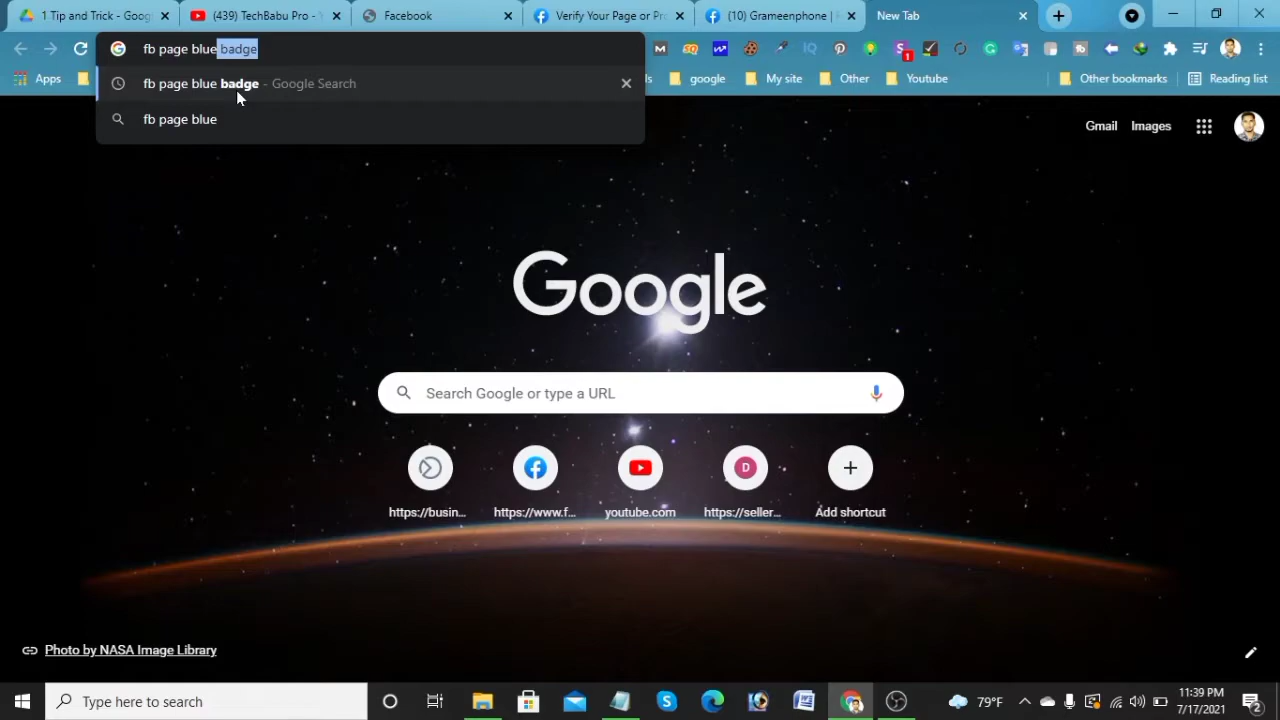 1 Tip and Trick - Goog
(439) TechBabu Pro - Y
Facebook
Verify Your Page or Pro
(10) Grameenphone |
New Tab
fb page blue badge
fb page blue badge - Google Search
fb page blue
Apps
google
My site
Other
Youtube
Other bookmarks
Reading list
Gmail
Images
Google
Search Google or type a URL
https://busin...
https://www.f...
youtube.com
D
https://seller...
Add shortcut
Photo by NASA Image Library
Type here to search
79°F
11:39 PM
7/17/2021
2